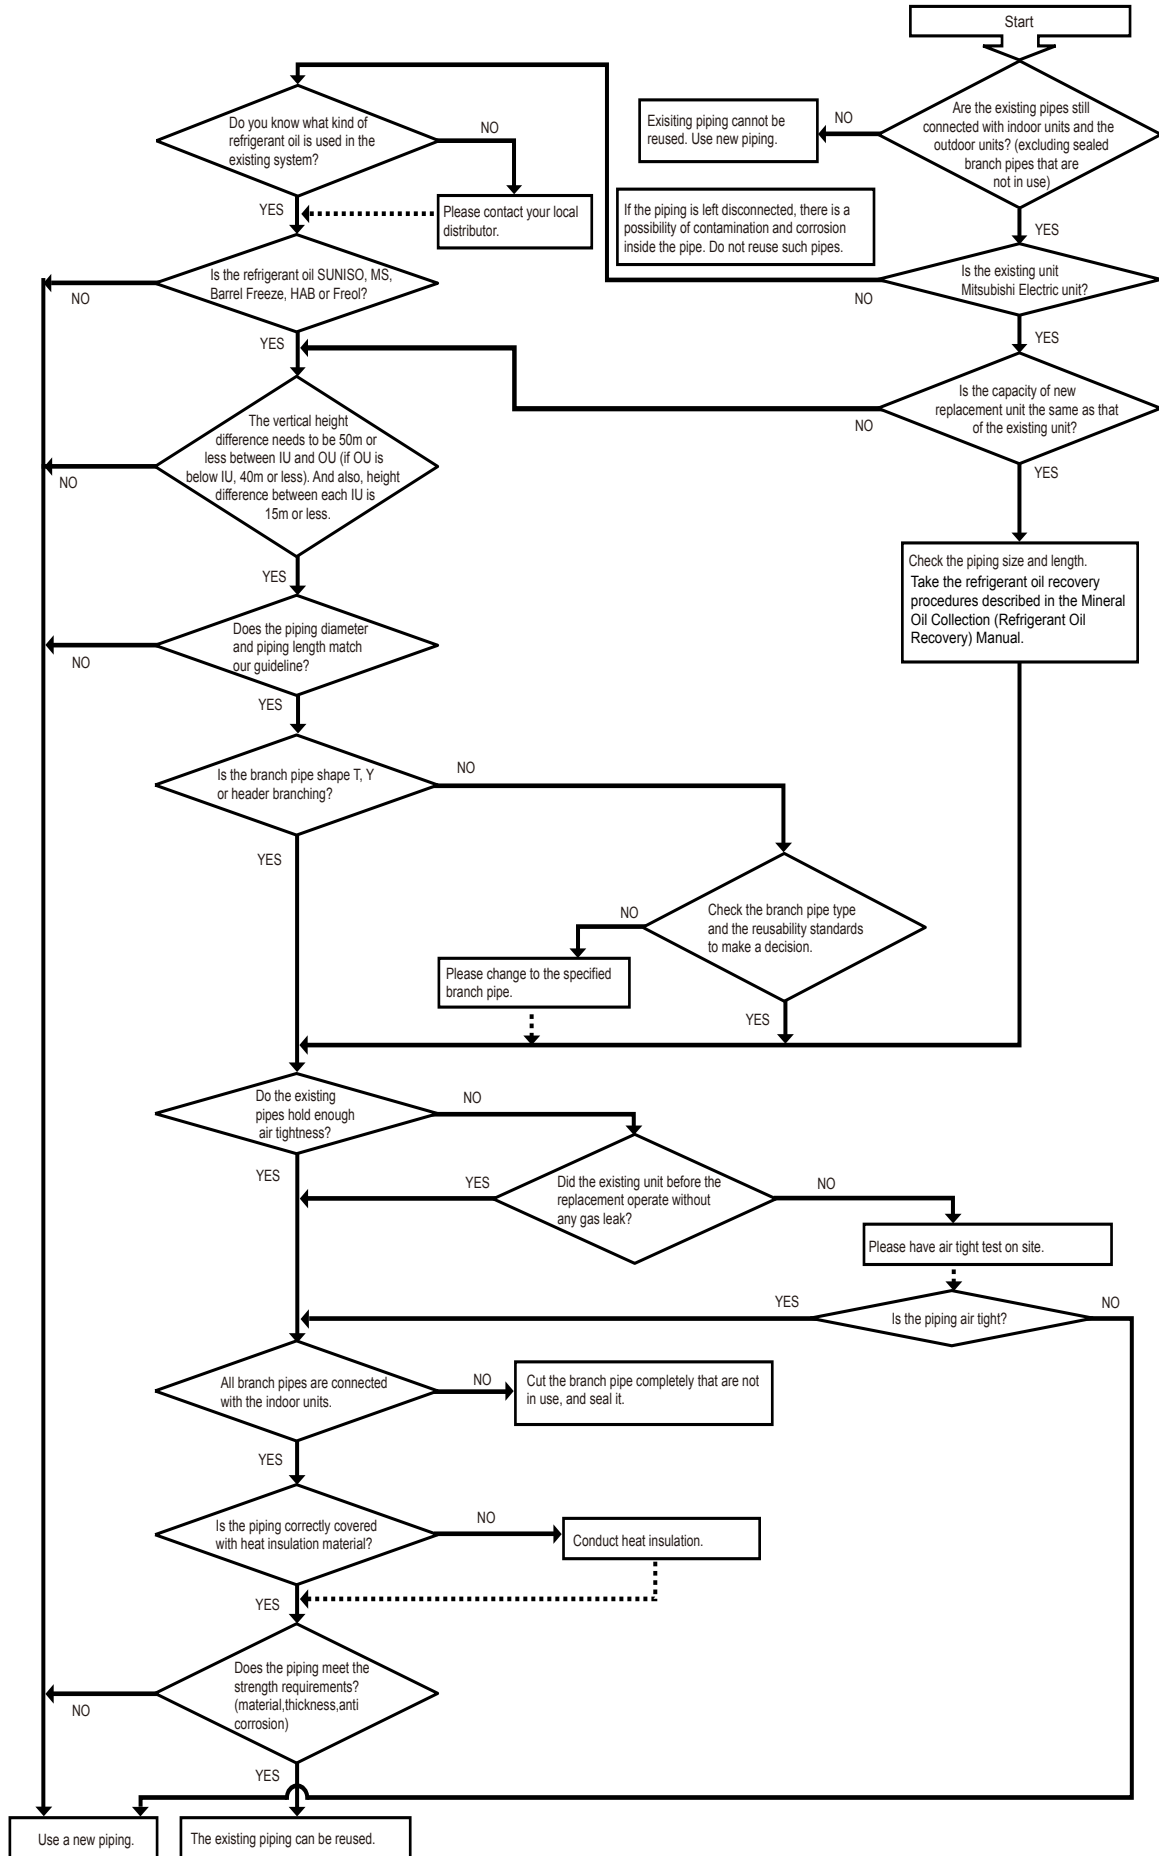 Start
Are the existing pipes still
connected with indoor units and the
outdoor units? (excluding sealed
branch pipes that are
not in use)
NO
Exisiting piping cannot be
reused. Use new piping.
If the piping is left disconnected, there is a
possibility of contamination and corrosion
inside the pipe. Do not reuse such pipes.
YES
Is the existing unit
Mitsubishi Electric unit?
NO
YES
Is the capacity of new
replacement unit the same as that
of the existing unit?
NO
YES
Check the piping size and length.
Take the refrigerant oil recovery
procedures described in the Mineral
Oil Collection (Refrigerant Oil
Recovery) Manual.
Do you know what kind of
refrigerant oil is used in the
existing system?
NO
Please contact your local
distributor.
YES
Is the refrigerant oil SUNISO, MS,
Barrel Freeze, HAB or Freol?
NO
YES
The vertical height
difference needs to be 50m or
less between IU and OU (if OU is
below IU, 40m or less). And also, height
difference between each IU is
15m or less.
NO
YES
Does the piping diameter
and piping length match
our guideline?
NO
YES
Is the branch pipe shape T, Y
or header branching?
NO
YES
Check the branch pipe type
and the reusability standards
to make a decision.
NO
Please change to the specified
branch pipe.
YES
Do the existing
pipes hold enough
air tightness?
NO
YES
Did the existing unit before the
replacement operate without
any gas leak?
YES
NO
Please have air tight test on site.
Is the piping air tight?
YES
NO
All branch pipes are connected
with the indoor units.
NO
Cut the branch pipe completely that are not
in use, and seal it.
YES
Is the piping correctly covered
with heat insulation material?
NO
Conduct heat insulation.
YES
Does the piping meet the
strength requirements?
(material,thickness,anti
corrosion)
NO
YES
Use a new piping.
The existing piping can be reused.